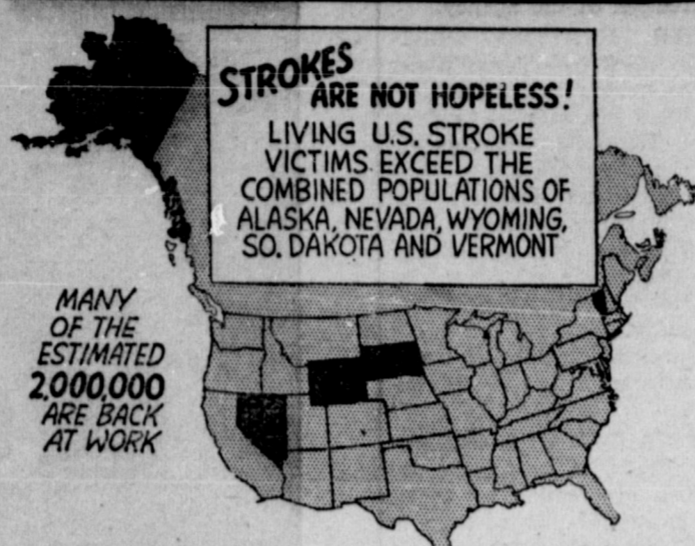 STROKES
ARE NOT HOPELESS!
LIVING U.S. STROKE
VICTIMS EXCEED THE
COMBINED POPULATIONS OF
ALASKA, NEVADA, WYOMING,
SO. DAKOTA AND VERMONT
MANY
OF THE
ESTIMATED
2,000,000
ARE BACK
AT WORK